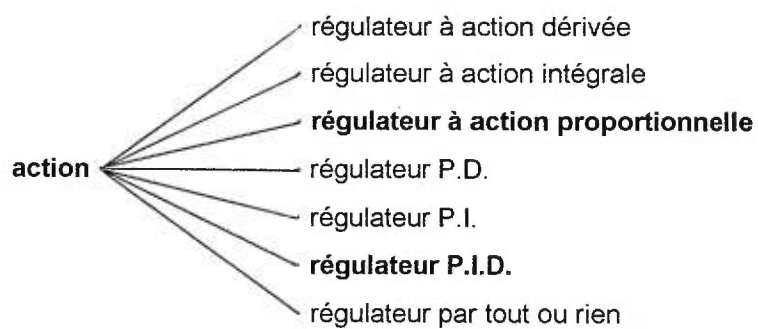 régulateur à action dérivée
régulateur à action intégrale
régulateur à action proportionnelle
action
régulateur P.D.
régulateur P.I.
régulateur P.I.D.
régulateur par tout ou rien